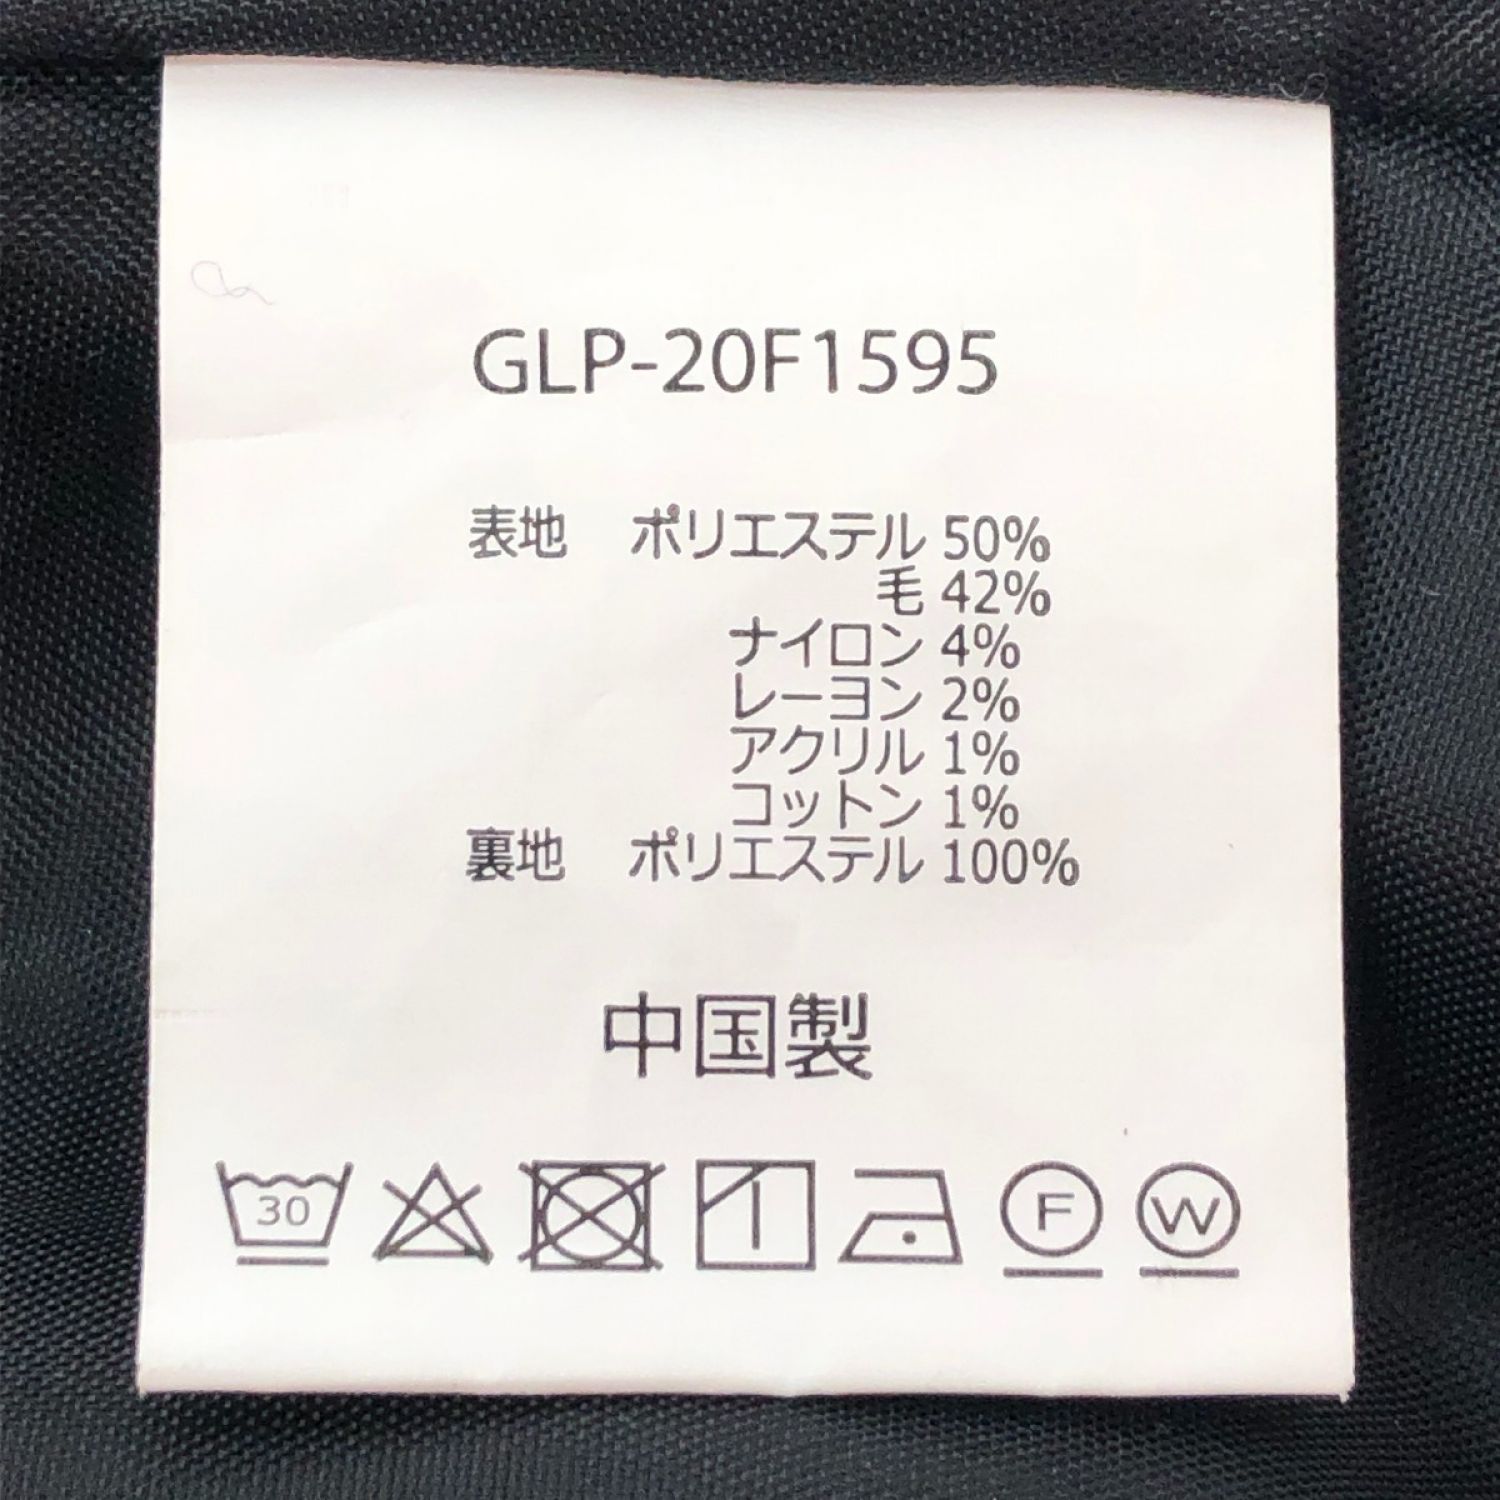 GLP-20F1595
表地 ポリエステル 50%
毛 42%
ナイロン 4%
レーヨン 2%
アクリル 1%
コットン 1%
裏地 ポリエステル 100%
中国製
30 F W